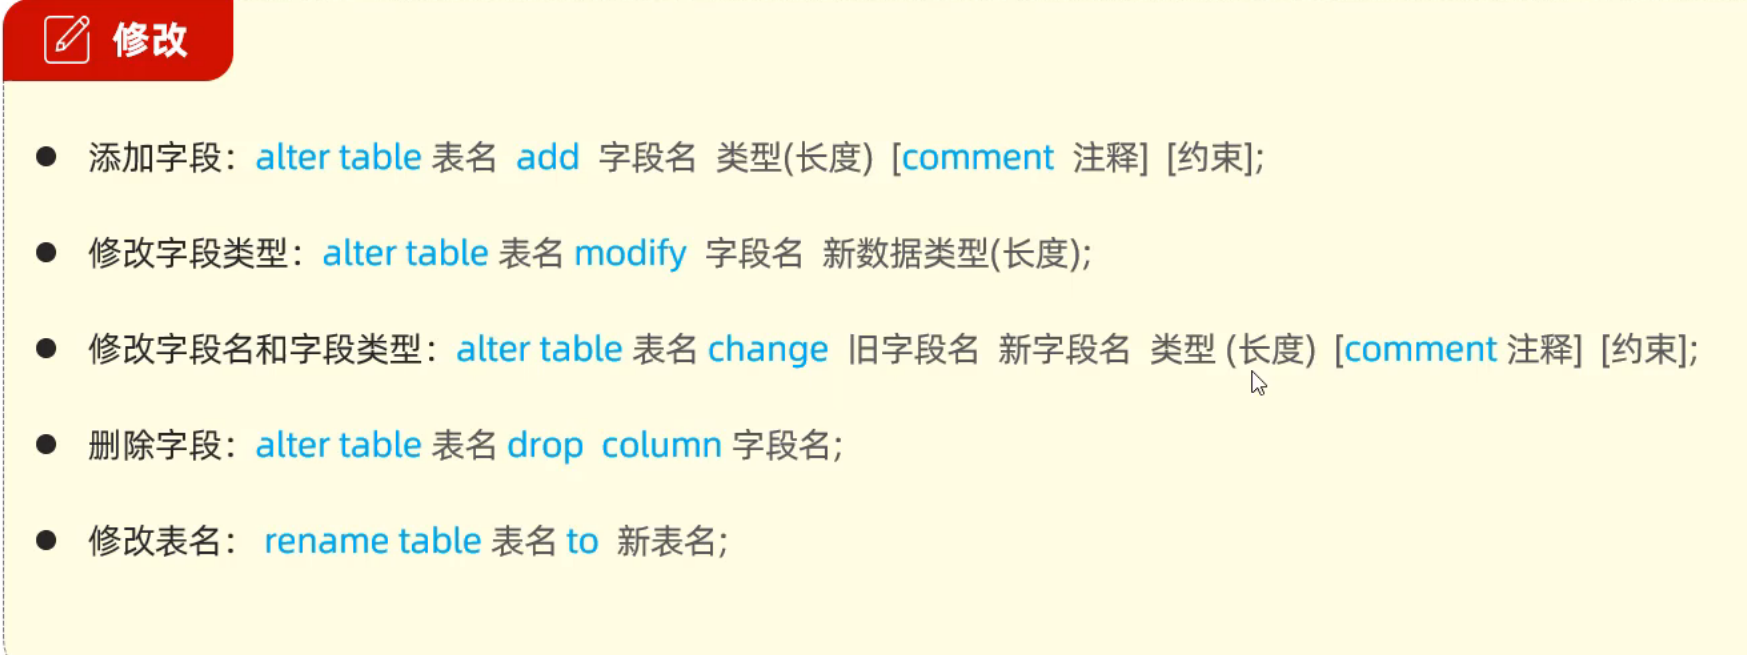 修改
添加字段：alter table 表名 add 字段名 类型(长度) [comment 注释] [约束];
修改字段类型：alter table 表名 modify 字段名 新数据类型(长度);
修改字段名和字段类型：alter table 表名 change 旧字段名 新字段名 类型 (长度) [comment 注释] [约束];
删除字段：alter table 表名 drop column 字段名;
修改表名： rename table 表名 to 新表名;